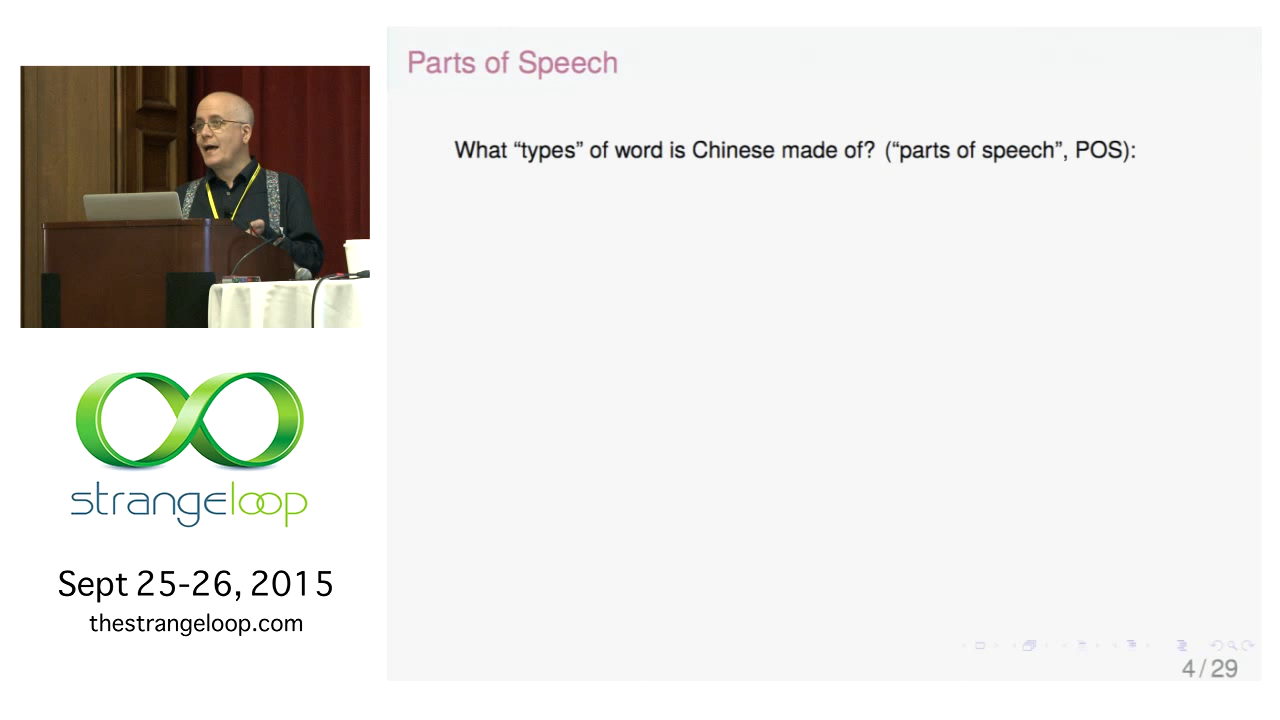 Parts of Speech
What “types” of word is Chinese made of? (“parts of speech”, POS):
strangeloop
Sept 25-26, 2015
thestrangeloop.com
4 / 29